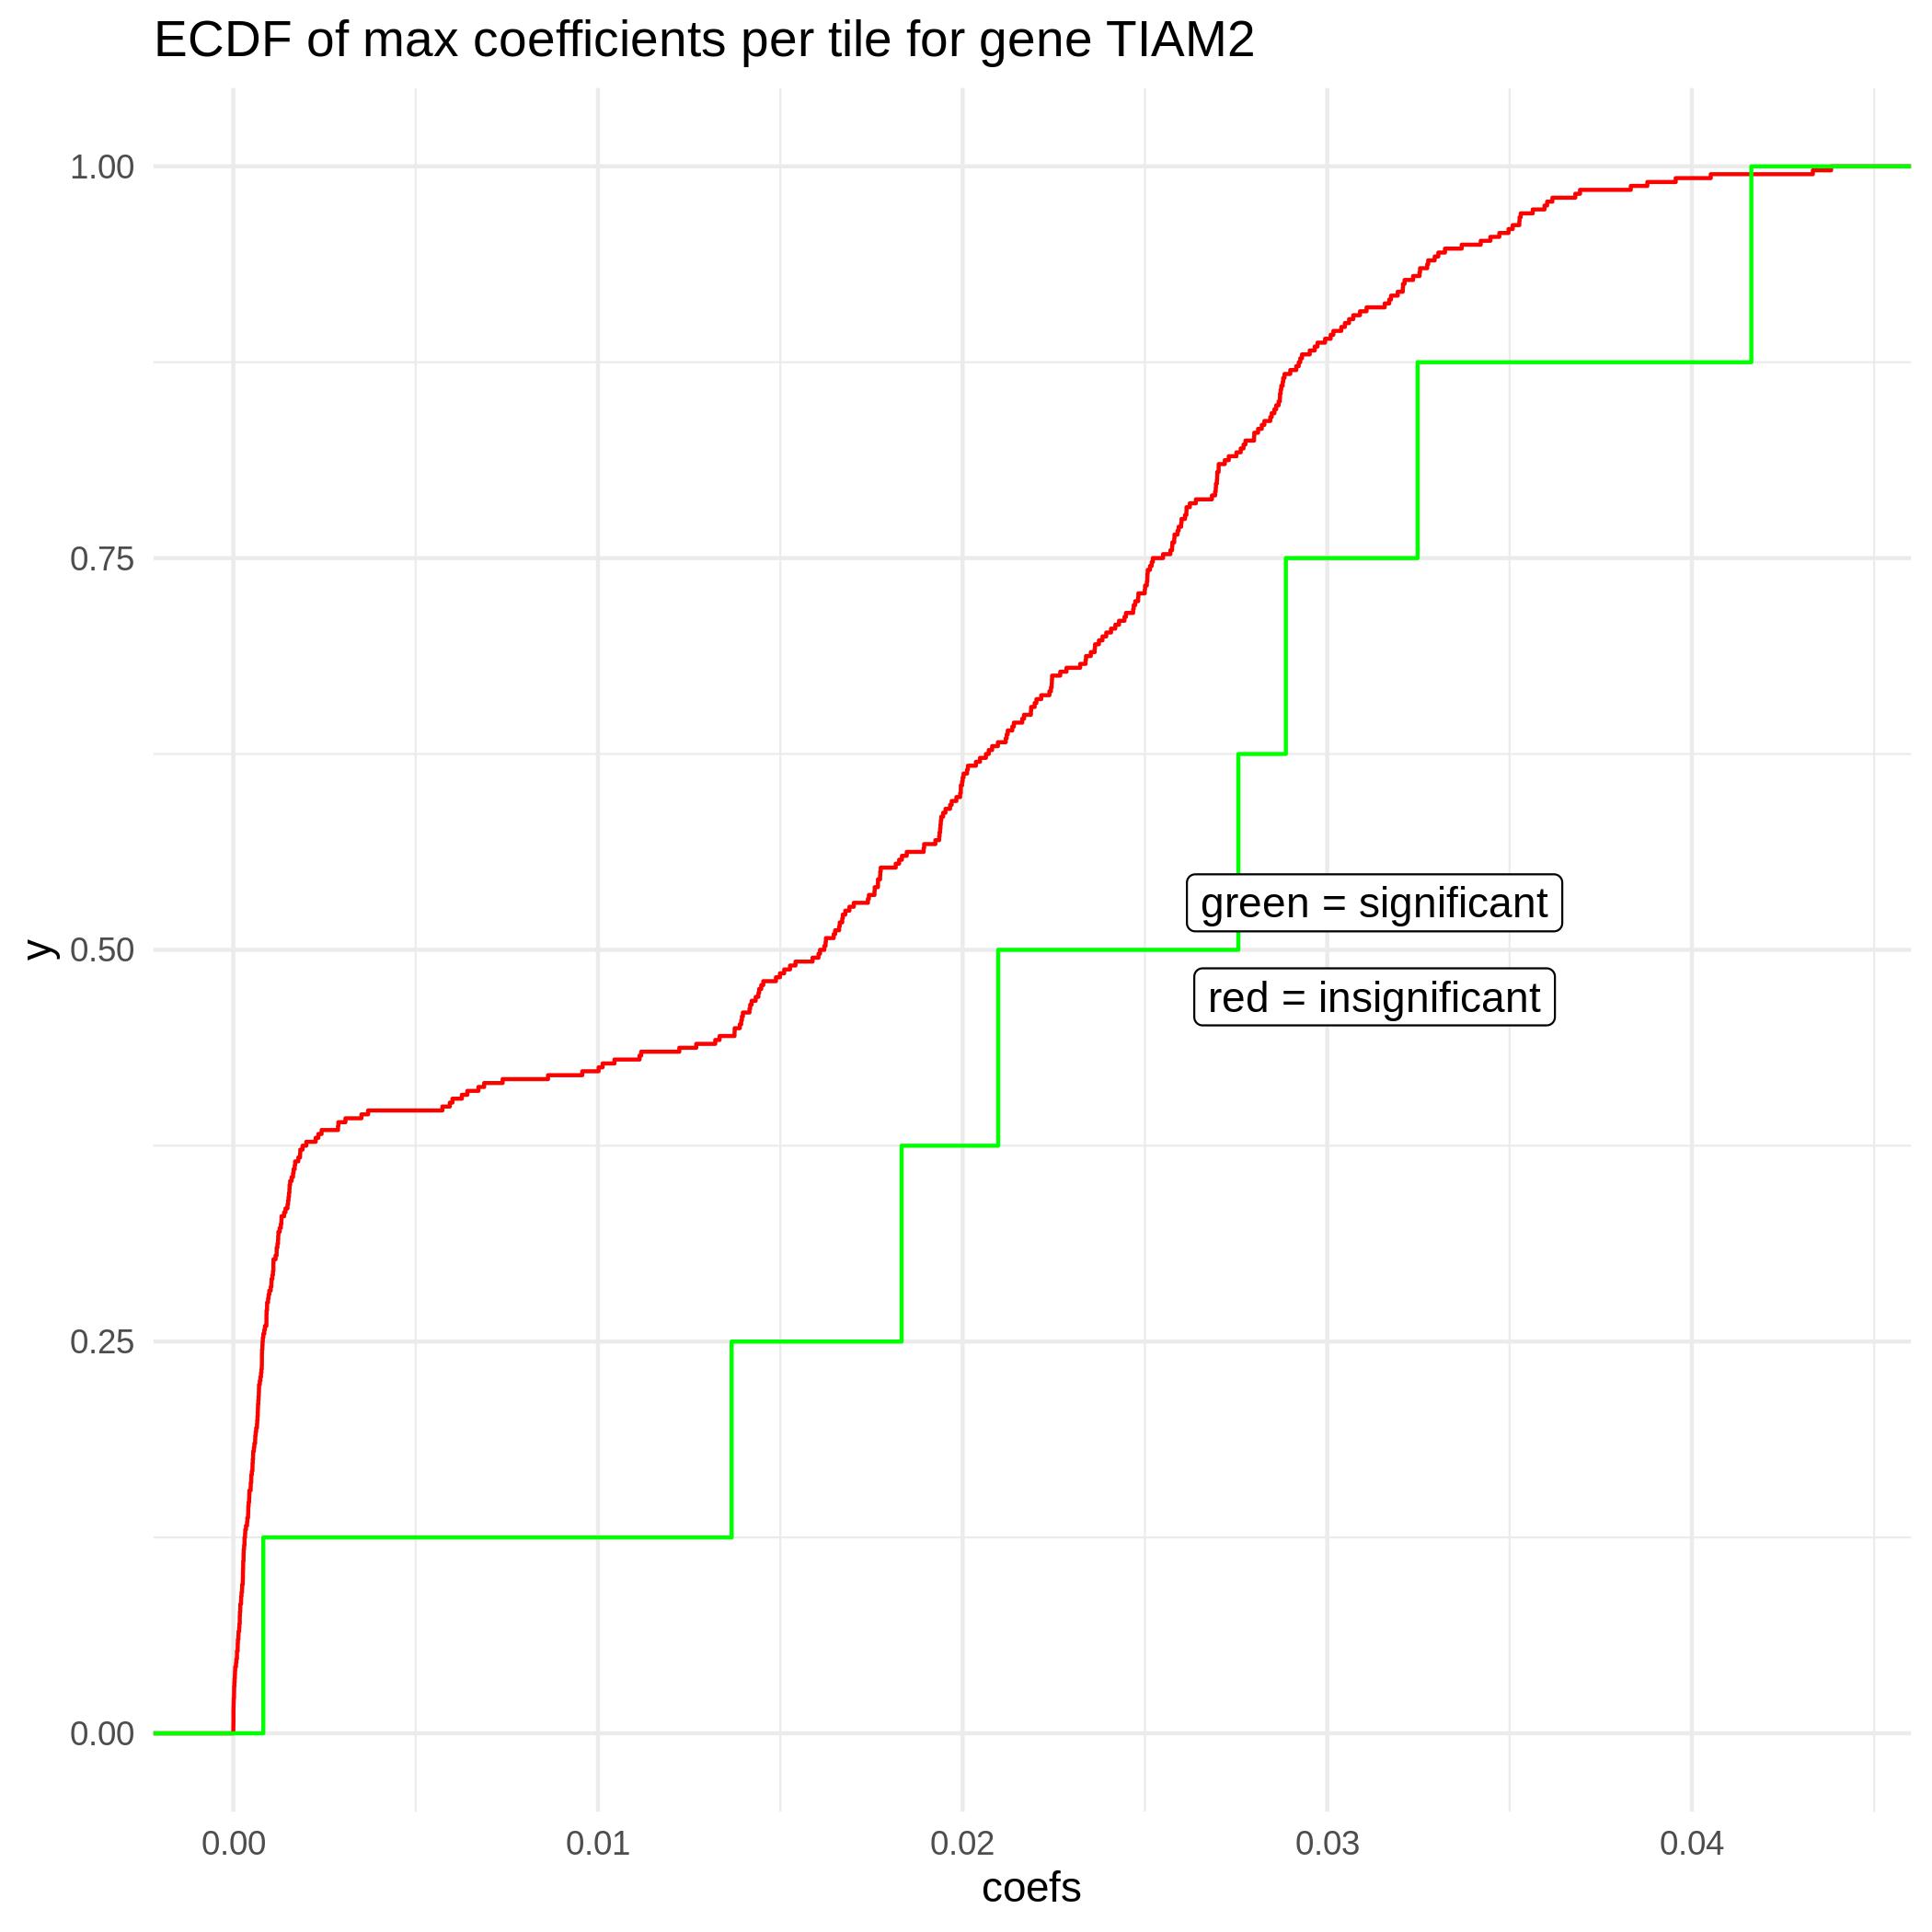 ECDF of max coefficients per tile for gene TIAM2
y
1.00
0.75
0.50
0.25
0.00
green = significant
red = insignificant
0.00 0.01 0.02 0.03 0.04
coefs